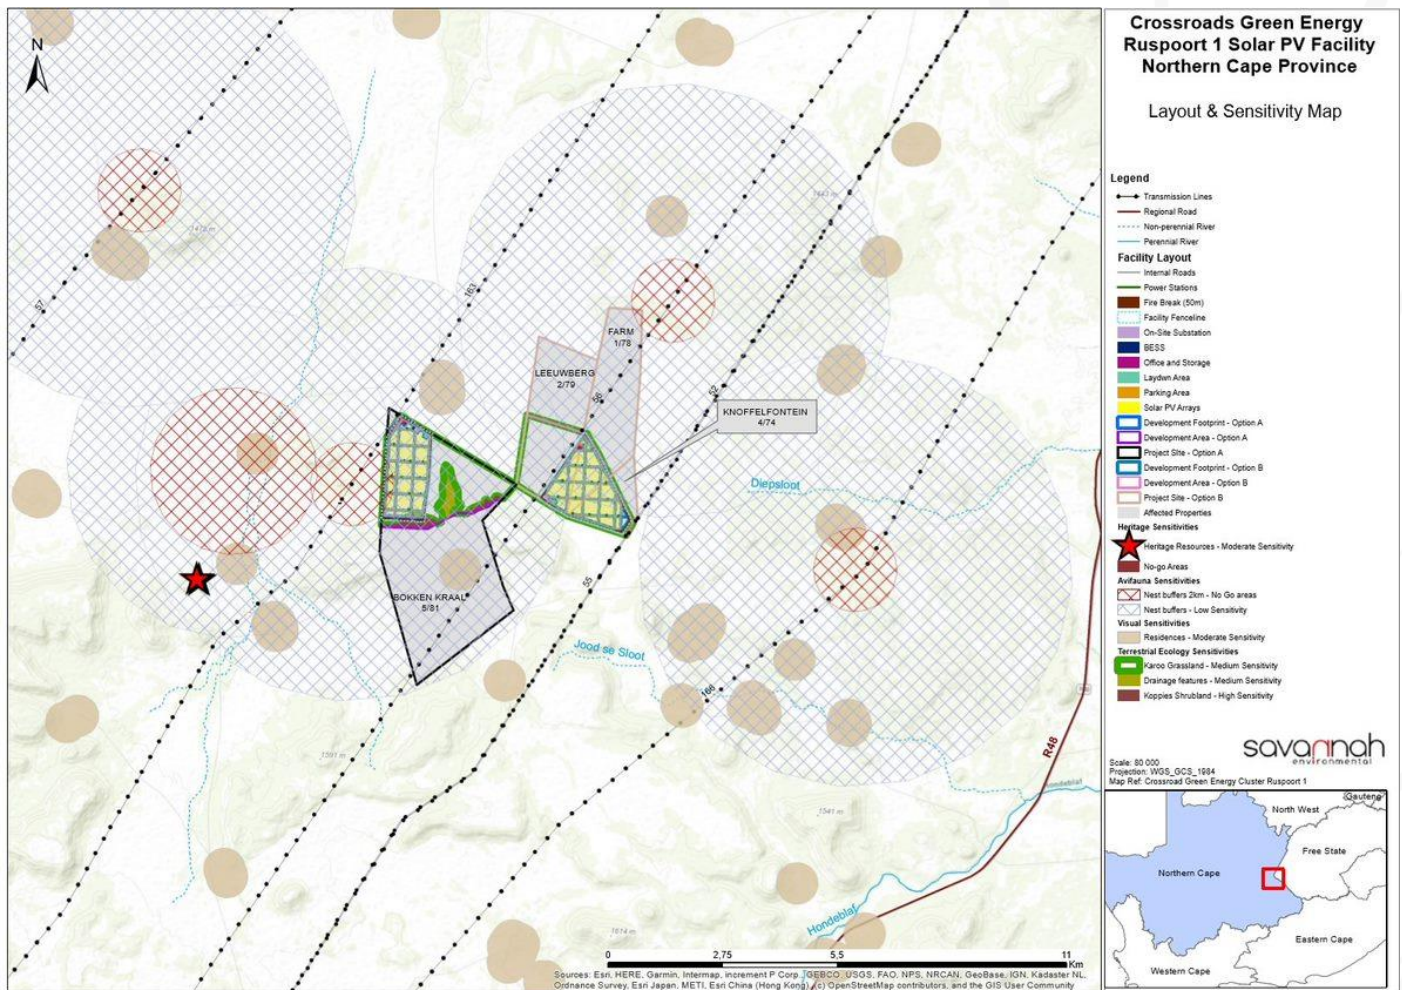 Crossroads Green Energy
Ruspoort 1 Solar PV Facility
Northern Cape Province
Layout & Sensitivity Map
Legend
Transmission Lines
Regional Road
Non-perennial River
Perennial River
Facility Layout
Internal Roads
Power Stations
Fire Break (50m)
Facility Fenceline
On-Site Substation
BESS
Office and Storage
Laydwn Area
Parking Area
Solar PV Arrays
Development Footprint - Option A
Development Area - Option A
Project Site - Option A
Development Footprint - Option B
Development Area - Option B
Project Site - Option B
Affected Properties
Heritage Sensitivities
Heritage Resources - Moderate Sensitivity
No-go Areas
Avifauna Sensitivities
Nest buffers 2km - No Go areas
Nest buffers - Low Sensitivity
Visual Sensitivities
Residences - Moderate Sensitivity
Terrestrial Ecology Sensitivities
Karoo Grassland - Medium Sensitivity
Drainage features - Medium Sensitivity
Koppies Shrubland - High Sensitivity
savannah
environmental
Scale: 80 000
Projection: WGS_GCS_1984
Map Ref: Crossroad Green Energy Cluster Ruspoort 1
North West
Gauteng
Free State
Northern Cape
Eastern Cape
Western Cape
N
1443 m
57
163
FARM
1/78
LEEUWBERG
2/79
56
52
KNOFFELFONTEIN
4/74
Diepsloot
55
BOKKEN KRAAL
5/81
Jood se Sloot
166
R48
1591 m
1541 m
Hondeblaf
Hondeblaf
1614 m
0 2,75 5,5 11
Km
Sources: Esri, HERE, Garmin, Intermap, increment P Corp., GEBCO, USGS, FAO, NPS, NRCAN, GeoBase, IGN, Kadaster NL,
Ordnance Survey, Esri Japan, METI, Esri China (Hong Kong), (c) OpenStreetMap contributors, and the GIS User Community